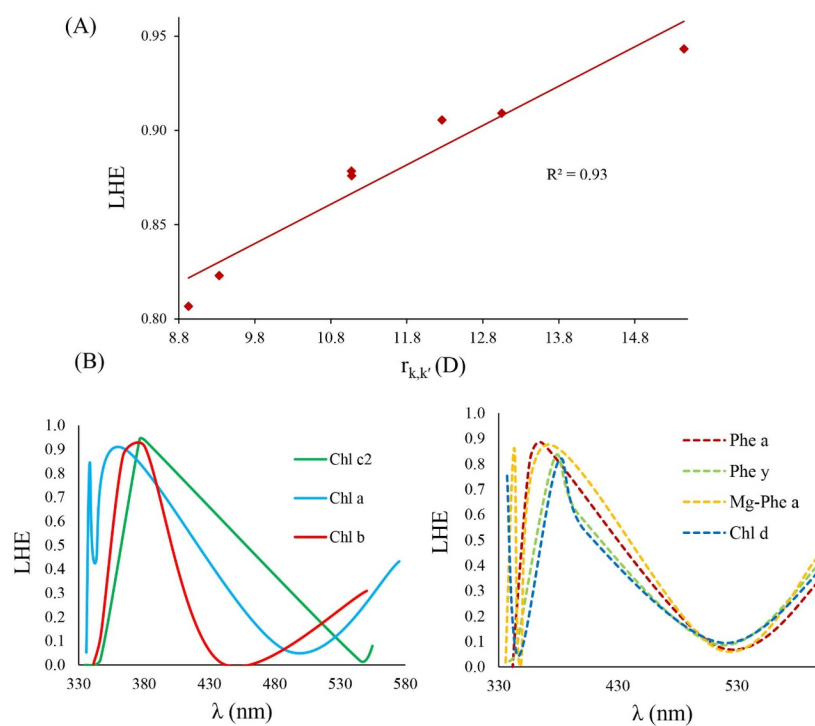 (A)
0.95
0.90
0.85
0.80
LHE
R² = 0.93
8.8 9.8 10.8 11.8 12.8 13.8 14.8
r k,k′ (D)
(B)
1.0
0.9
0.8
0.7
0.6
0.5
0.4
0.3
0.2
0.1
0.0
LHE
Chl c2
Chl a
Chl b
330 380 430 480 530 580
λ (nm)
1.0
0.9
0.8
0.7
0.6
0.5
0.4
0.3
0.2
0.1
0.0
LHE
Phe a
Phe y
Mg-Phe a
Chl d
330 430 530
λ (nm)